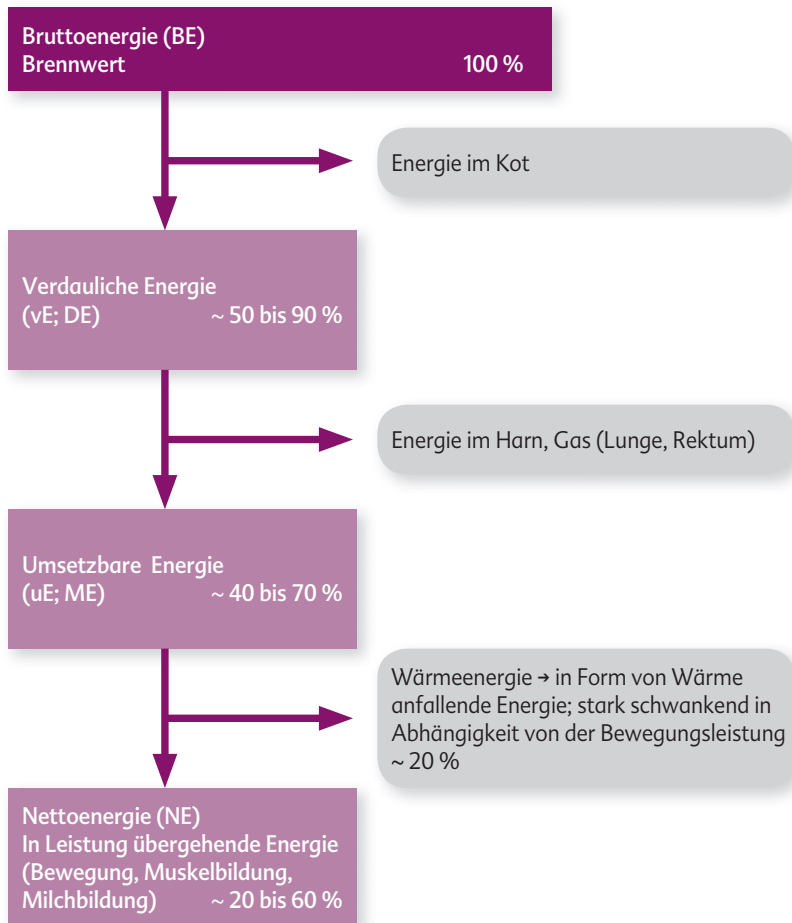 Bruttoenergie (BE)
Brennwert 100 %
Energie im Kot
Verdauliche Energie
(vE; DE) ~ 50 bis 90 %
Energie im Harn, Gas (Lunge, Rektum)
Umsetzbare Energie
(uE; ME) ~ 40 bis 70 %
Wärmeenergie → in Form von Wärme
anfallende Energie; stark schwankend in
Abhängigkeit von der Bewegungsleistung
~ 20 %
Nettoenergie (NE)
In Leistung übergehende Energie
(Bewegung, Muskelbildung,
Milchbildung) ~ 20 bis 60 %